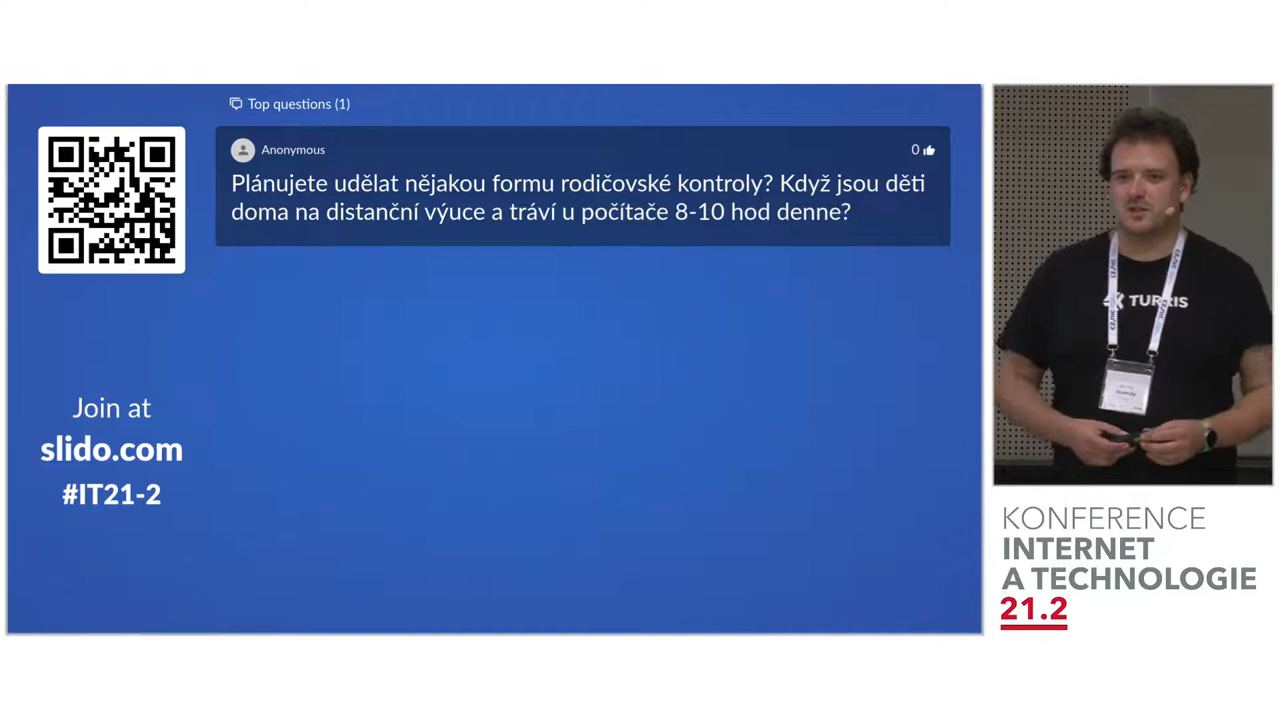 Top questions (1)
Anonymous
0
Plánujete udělat nějakou formu rodičovské kontroly? Když jsou děti
doma na distanční výuce a tráví u počítače 8-10 hod denne?
Join at
slido.com
#IT21-2
TURRIS
KONFERENCE
INTERNET
A TECHNOLOGIE
21.2